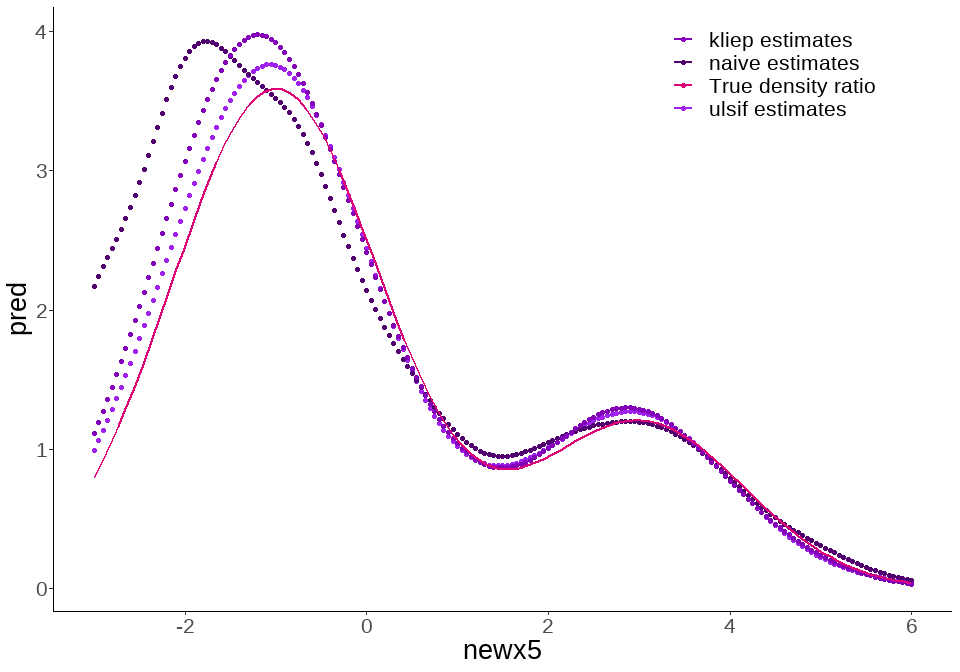 4
3
2
1
0
pred
-2
0
2
4
6
newx5
kliep estimates
naive estimates
True density ratio
ulsif estimates